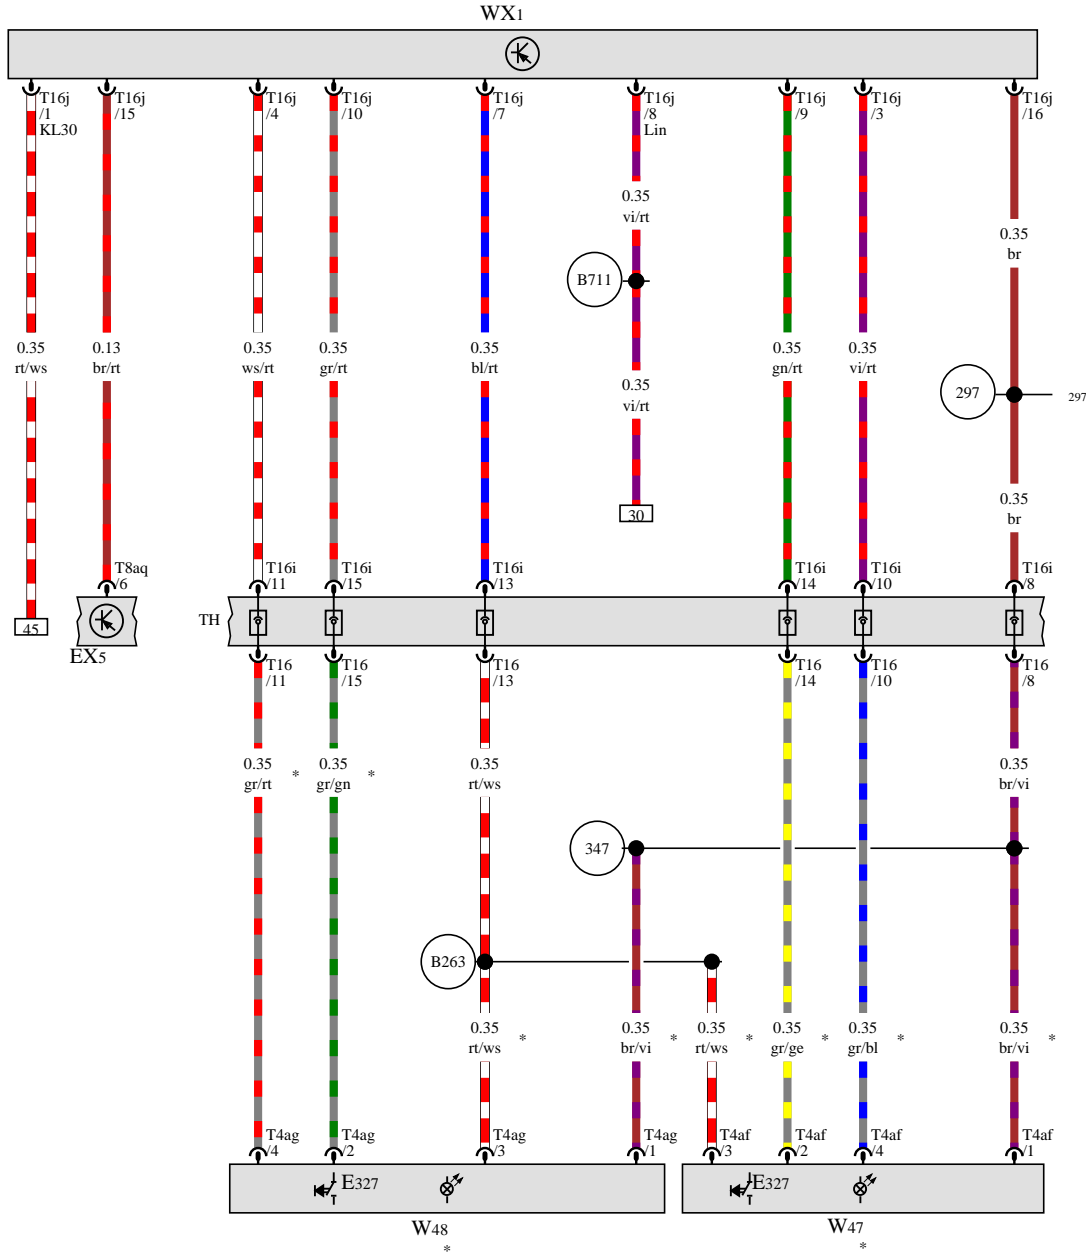 WX1
T16j T16j T16j T16j T16j T16j T16j T16j T16j
/1 /15 /4 /10 /7 /8 /9 /3 /16
KL30 Lin
0.35
vi/rt
0.35
br
B711
0.35 0.13 0.35 0.35 0.35 0.35 0.35
rt/ws br/rt ws/rt gr/rt bl/rt gn/rt vi/rt
0.35
vi/rt
297 297
0.35
br
30
T8aq T16i T16i T16i T16i T16i T16i
/6 /11 /15 /13 /14 /10 /8
45 TH
EX5
T16 T16 T16 T16 T16 T16
/11 /15 /13 /14 /10 /8
0.35 0.35 0.35 0.35
gr/rt * gr/gn * rt/ws br/vi
347
B263
0.35 0.35 0.35 0.35 0.35 0.35
rt/ws * br/vi * rt/ws * gr/ge * gr/bl * br/vi *
T4ag T4ag T4ag T4ag T4af T4af T4af T4af
/4 /2 /3 /1 /3 /2 /4 /1
E327 E327
W48 W47
* *